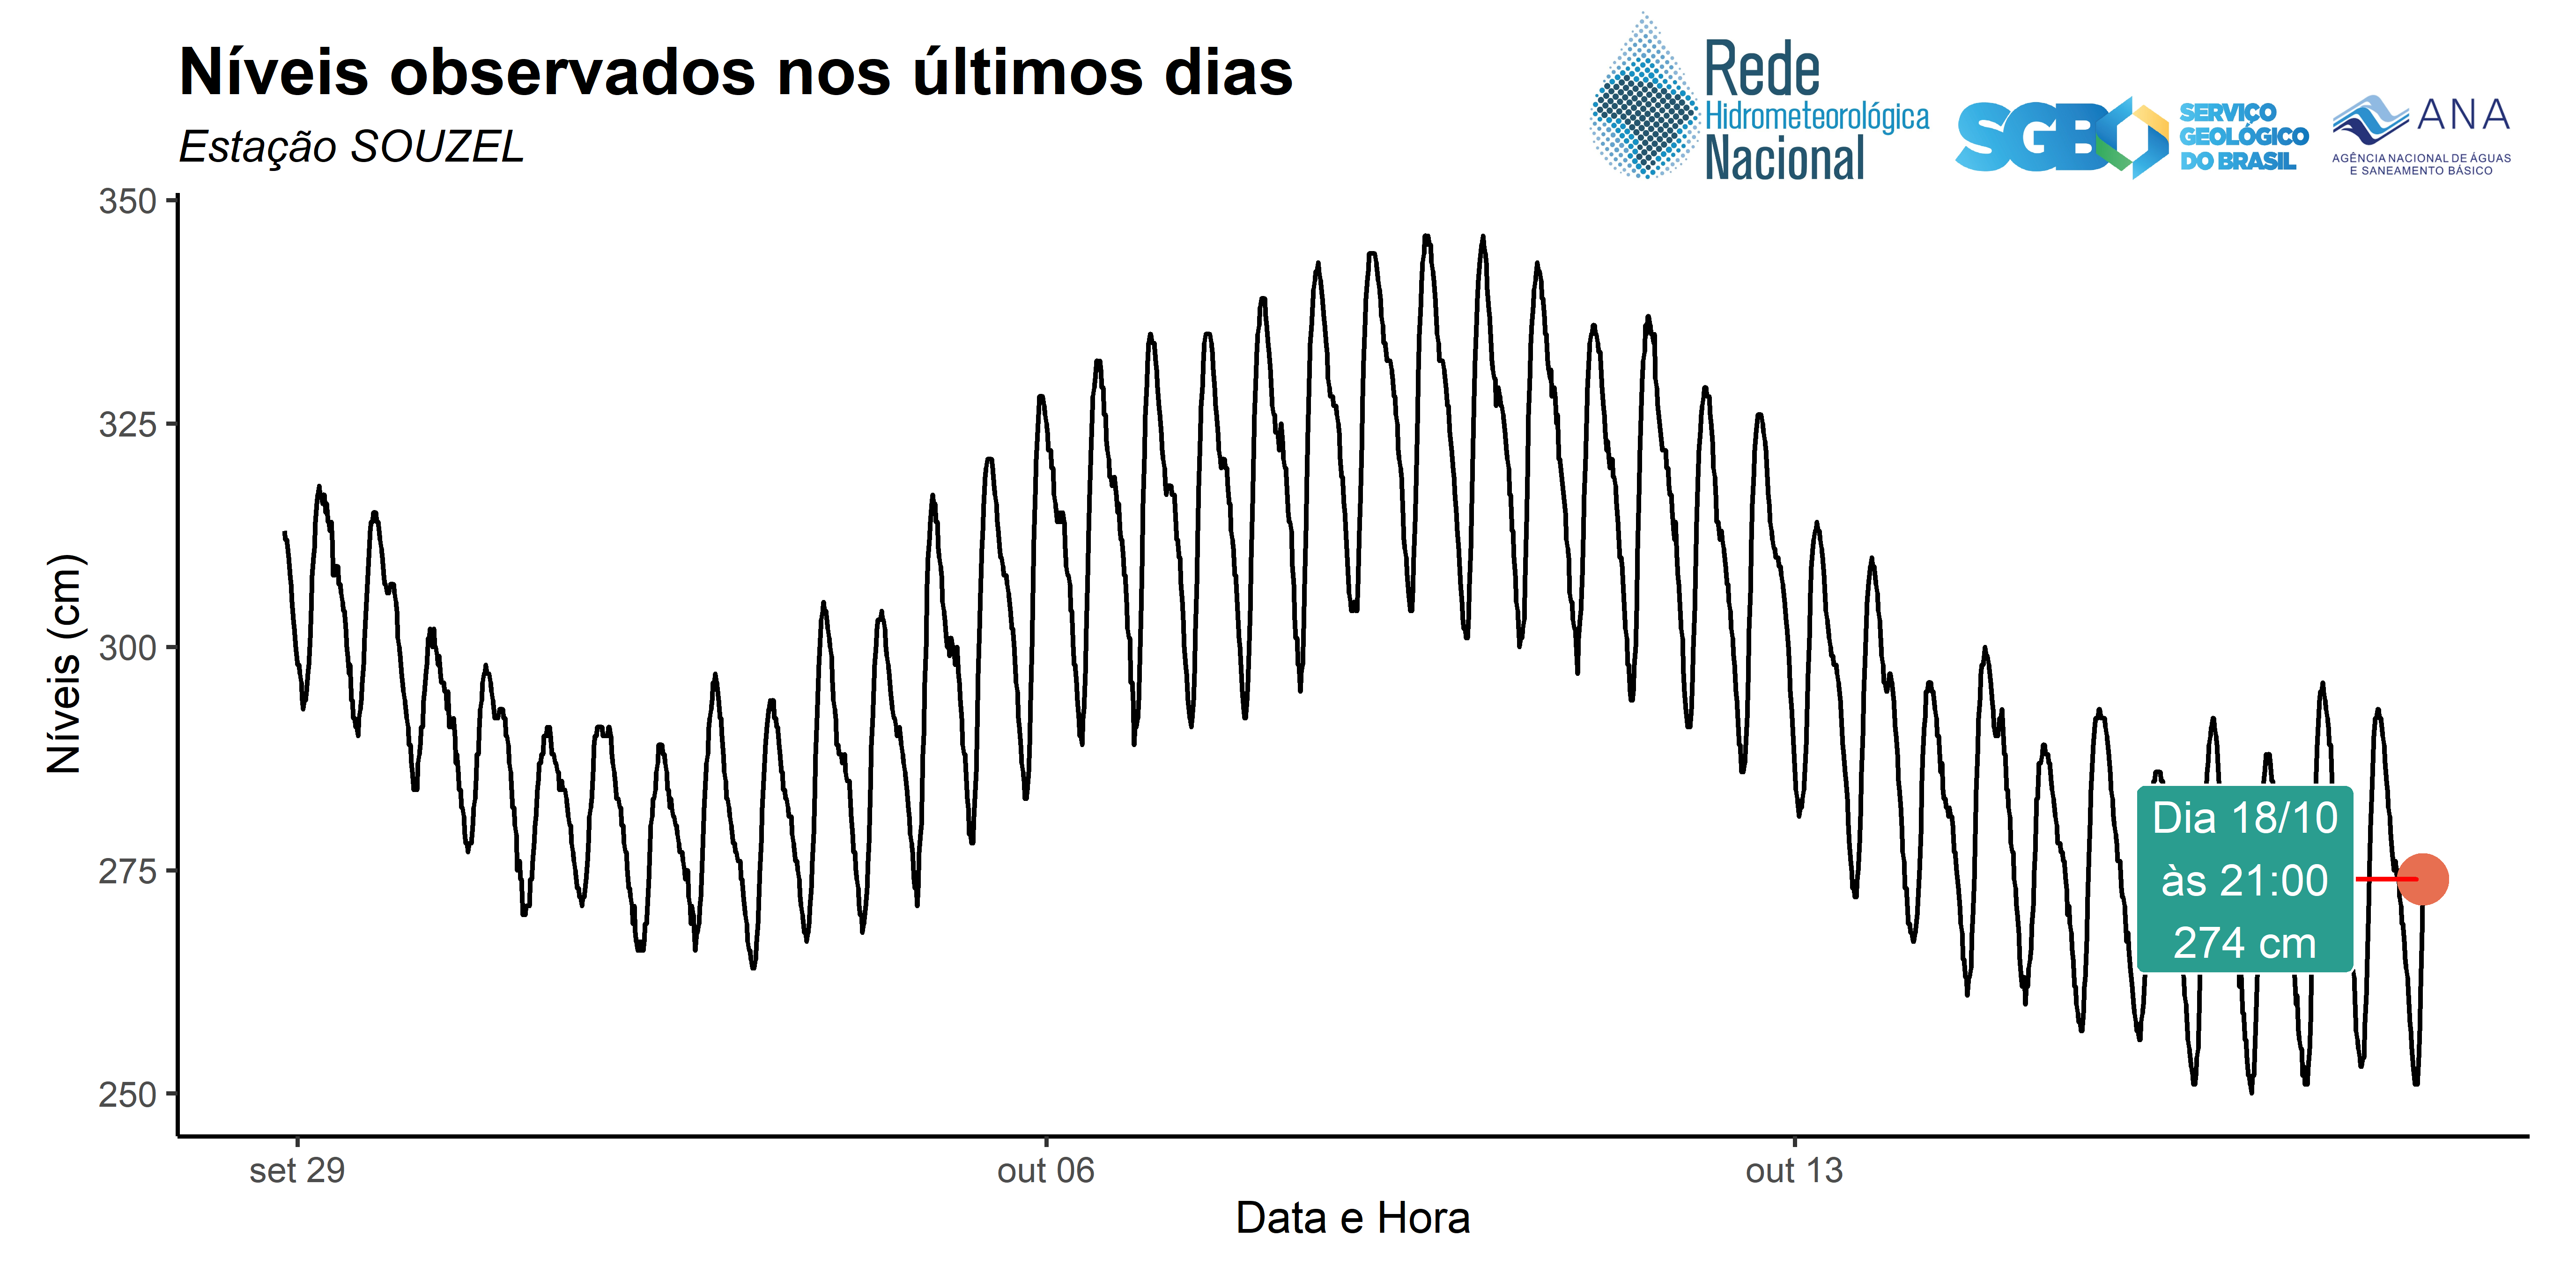 Níveis observados nos últimos dias
Estação SOUZEL
Rede
Hidrometeorológica
Nacional
SGB
SERVIÇO
GEOLÓGICO
DO BRASIL
ANA
AGÊNCIA NACIONAL DE ÁGUAS
E SANEAMENTO BÁSICO
350
325
300
275
250
Níveis (cm)
Dia 18/10
às 21:00
274 cm
set 29
out 06
out 13
Data e Hora